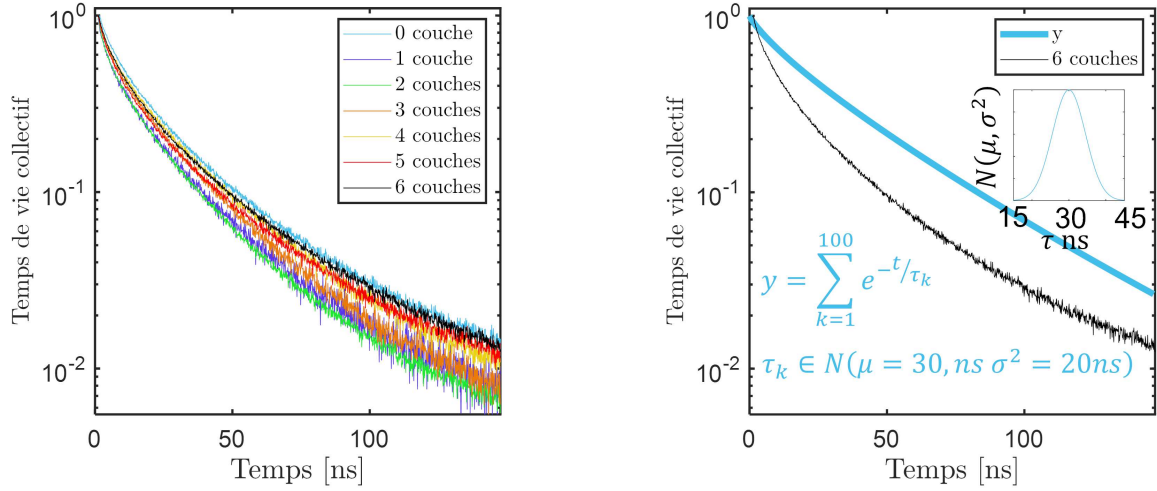 10^0
10^-1
10^-2
0
50
100
Temps de vie collectif
Temps [ns]
0 couche
1 couche
2 couches
3 couches
4 couches
5 couches
6 couches
10^0
10^-1
10^-2
0
50
100
Temps de vie collectif
Temps [ns]
y
6 couches
N(μ, σ²)
15 30 45
τ ns
y = ∑_{k=1}^{100} e^{-t/τ_k}
τ_k ∈ N(μ = 30, ns σ² = 20ns)